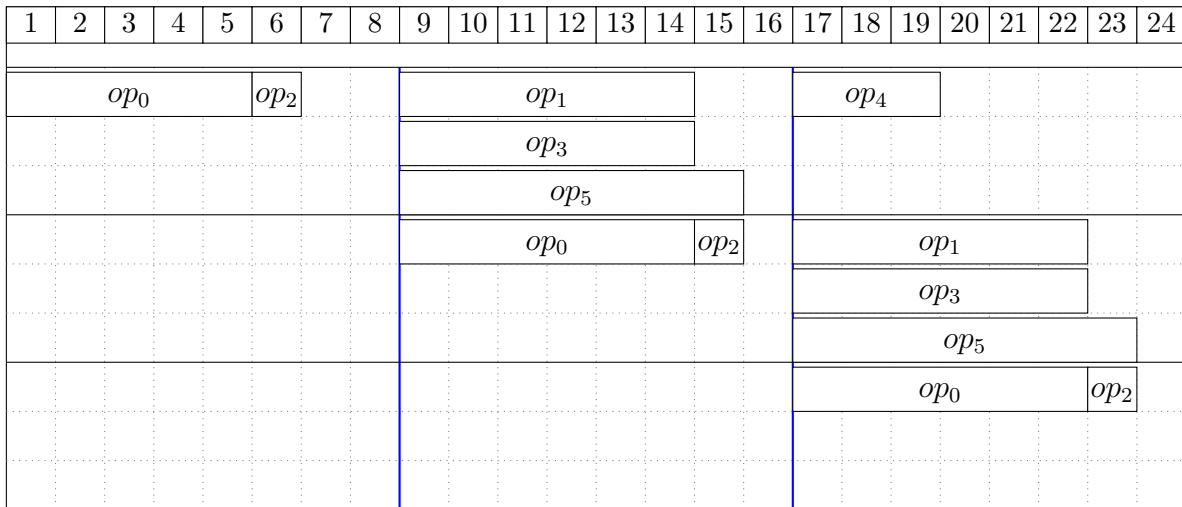 1 2 3 4 5 6 7 8 9 10 11 12 13 14 15 16 17 18 19 20 21 22 23 24
op₀ op₂ op₁ op₄
op₃
op₅
op₀ op₂ op₁
op₃
op₅
op₀ op₂